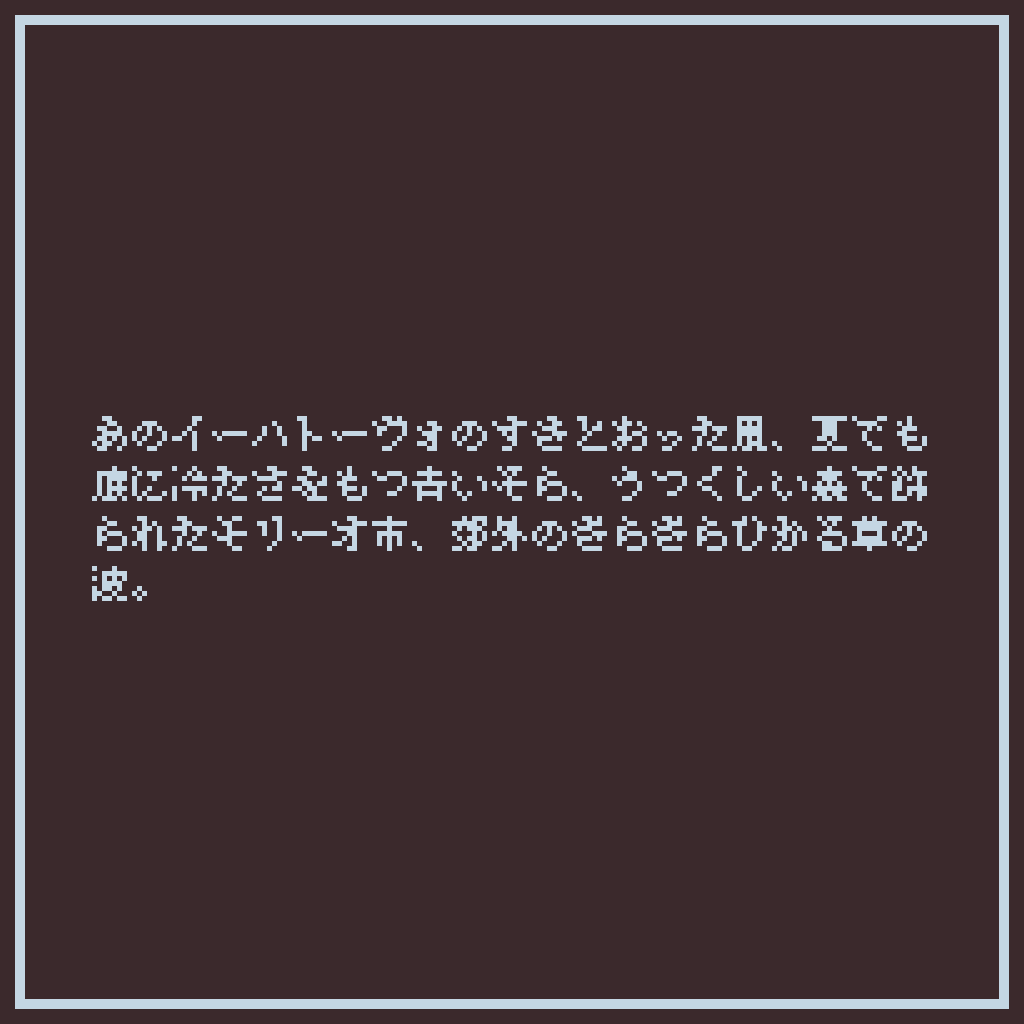 あのイーハトーヴォのすきとおった風、夏でも
底に冷たさをもつ古いそら、うつくしい森で飾
られたモリーオ市、郊外のぎらぎらひかる草の
波。